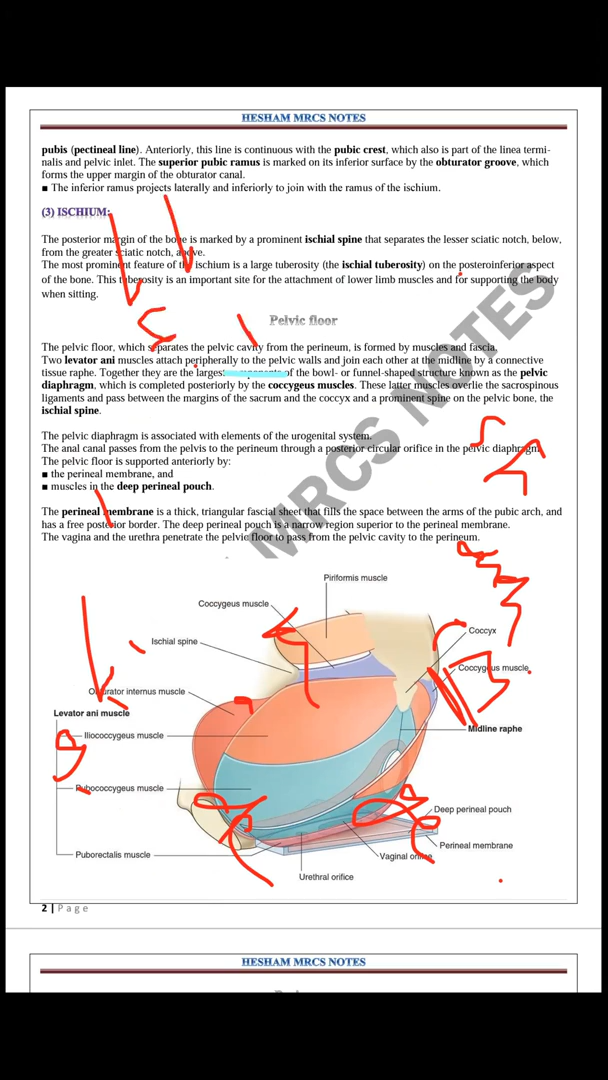 HESHAM MRCS NOTES
pubis (pectineal line). Anteriorly, this line is continuous with the pubic crest, which also is part of the linea termi-
nalis and pelvic inlet. The superior pubic ramus is marked on its inferior surface by the obturator groove, which
forms the upper margin of the obturator canal.
■ The inferior ramus projects laterally and inferiorly to join with the ramus of the ischium.
(3) ISCHIUM:
The posterior margin of the bone is marked by a prominent ischial spine that separates the lesser sciatic notch, below,
from the greater sciatic notch, above.
The most prominent feature of the ischium is a large tuberosity (the ischial tuberosity) on the posteroinferior aspect
of the bone. This tuberosity is an important site for the attachment of lower limb muscles and for supporting the body
when sitting.
Pelvic floor
The pelvic floor, which separates the pelvic cavity from the perineum, is formed by muscles and fascia.
Two levator ani muscles attach peripherally to the pelvic walls and join each other at the midline by a connective
tissue raphe. Together they are the largest of the bowl- or funnel-shaped structure known as the pelvic
diaphragm, which is completed posteriorly by the coccygeus muscles. These latter muscles overlie the sacrospinous
ligaments and pass between the margins of the sacrum and the coccyx and a prominent spine on the pelvic bone, the
ischial spine.
The pelvic diaphragm is associated with elements of the urogenital system.
The anal canal passes from the pelvis to the perineum through a posterior circular orifice in the pelvic diaphragm.
The pelvic floor is supported anteriorly by:
■ the perineal membrane, and
■ muscles in the deep perineal pouch.
The perineal membrane is a thick, triangular fascial sheet that fills the space between the arms of the pubic arch, and
has a free posterior border. The deep perineal pouch is a narrow region superior to the perineal membrane.
The vagina and the urethra penetrate the pelvic floor to pass from the pelvic cavity to the perineum.
MRCS NOTES
Piriformis muscle
Coccygeus muscle
Coccyx
Ischial spine
Coccygeus muscle
Obturator internus muscle
Levator ani muscle
Midline raphe
Iliococcygeus muscle
Pubococcygeus muscle
Deep perineal pouch
Perineal membrane
Puborectalis muscle
Vaginal orifice
Urethral orifice
2 | Page
HESHAM MRCS NOTES